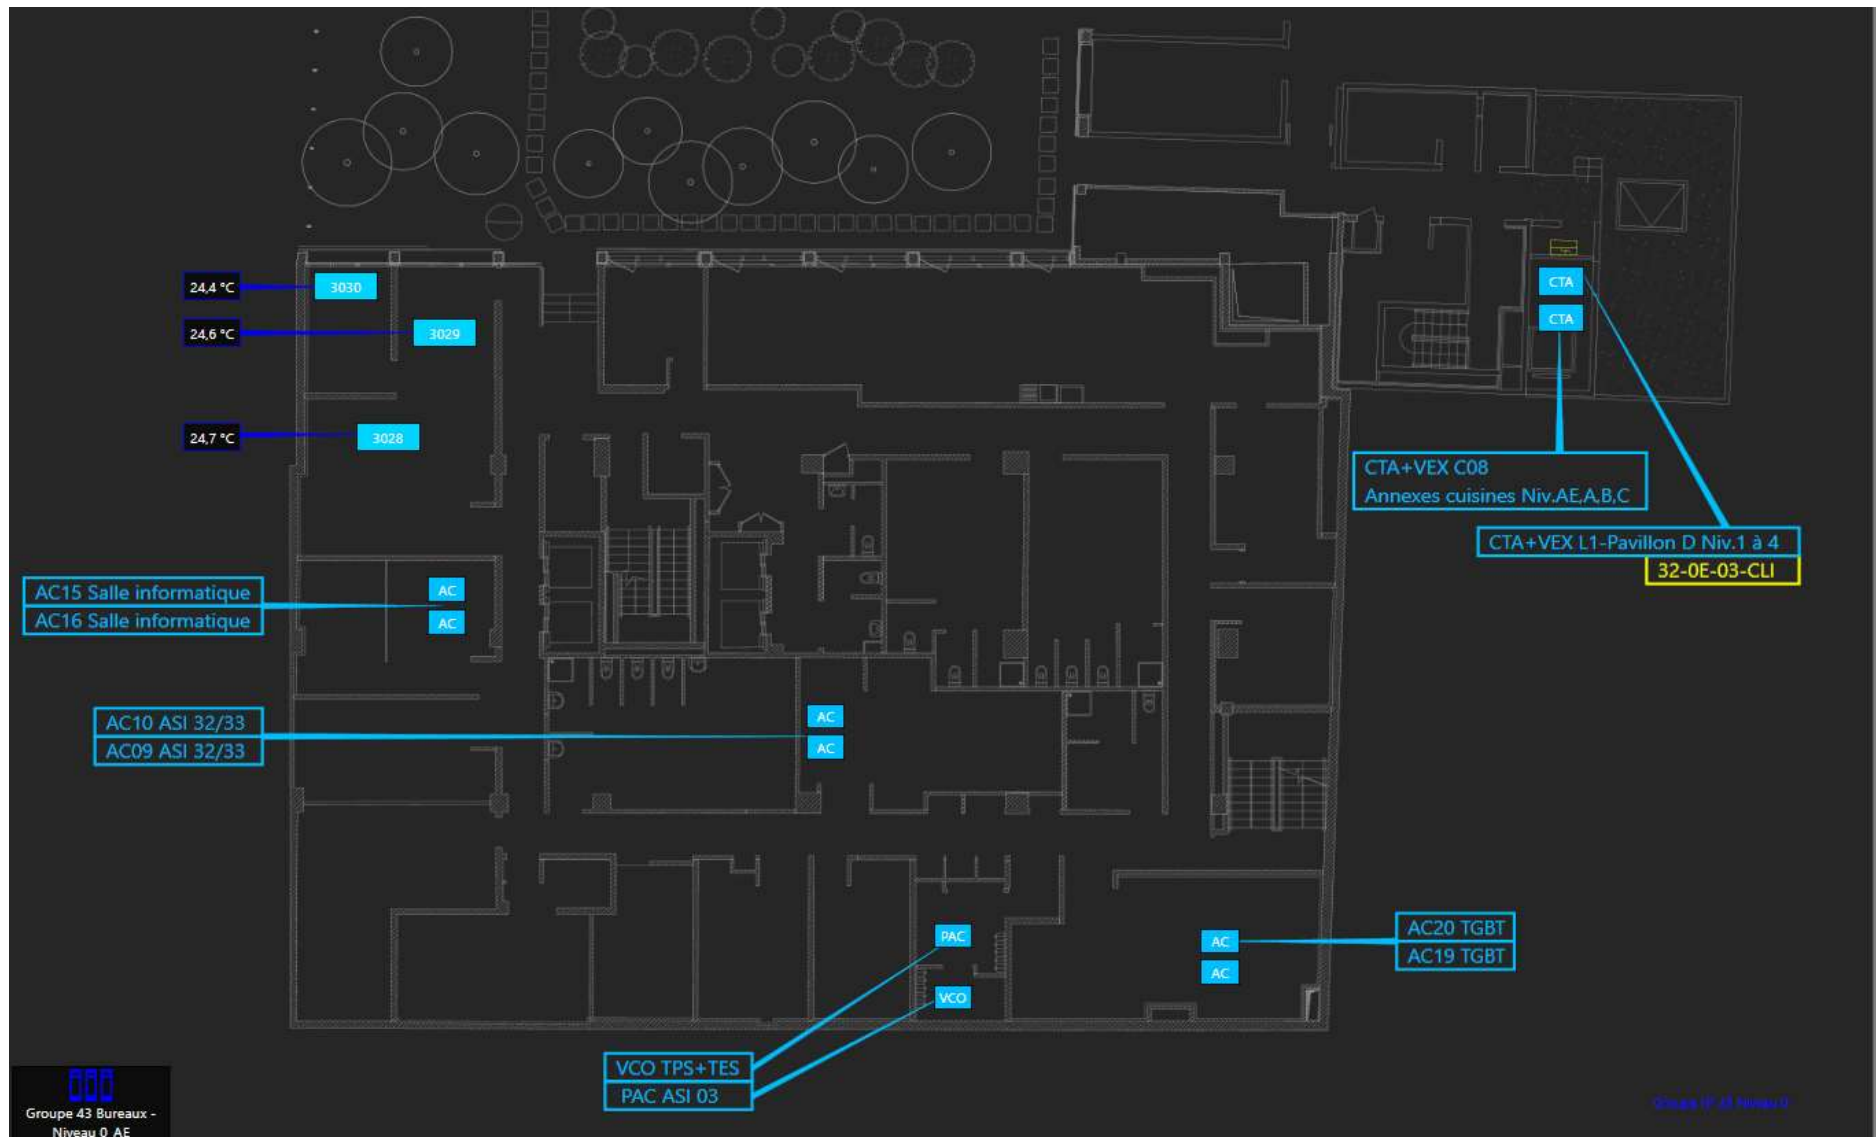 24,4 °C
3030
24,6 °C
3029
24,7 °C
3028
CTA
CTA
CTA+VEX C08
Annexes cuisines Niv.AE,A,B,C
CTA+VEX L1-Pavillon D Niv.1 à 4
32-0E-03-CLI
AC15 Salle informatique
AC16 Salle informatique
AC
AC
AC10 ASI 32/33
AC09 ASI 32/33
AC
AC
PAC
VCO
AC
AC
AC20 TGBT
AC19 TGBT
VCO TPS+TES
PAC ASI 03
Groupe 43 Bureaux -
Niveau 0_AE